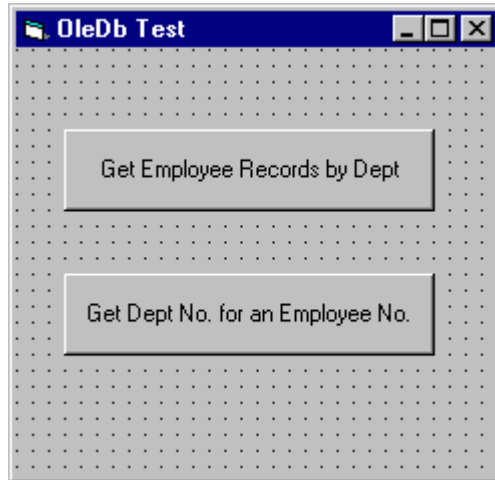 OleDb Test
Get Employee Records by Dept
Get Dept No. for an Employee No.